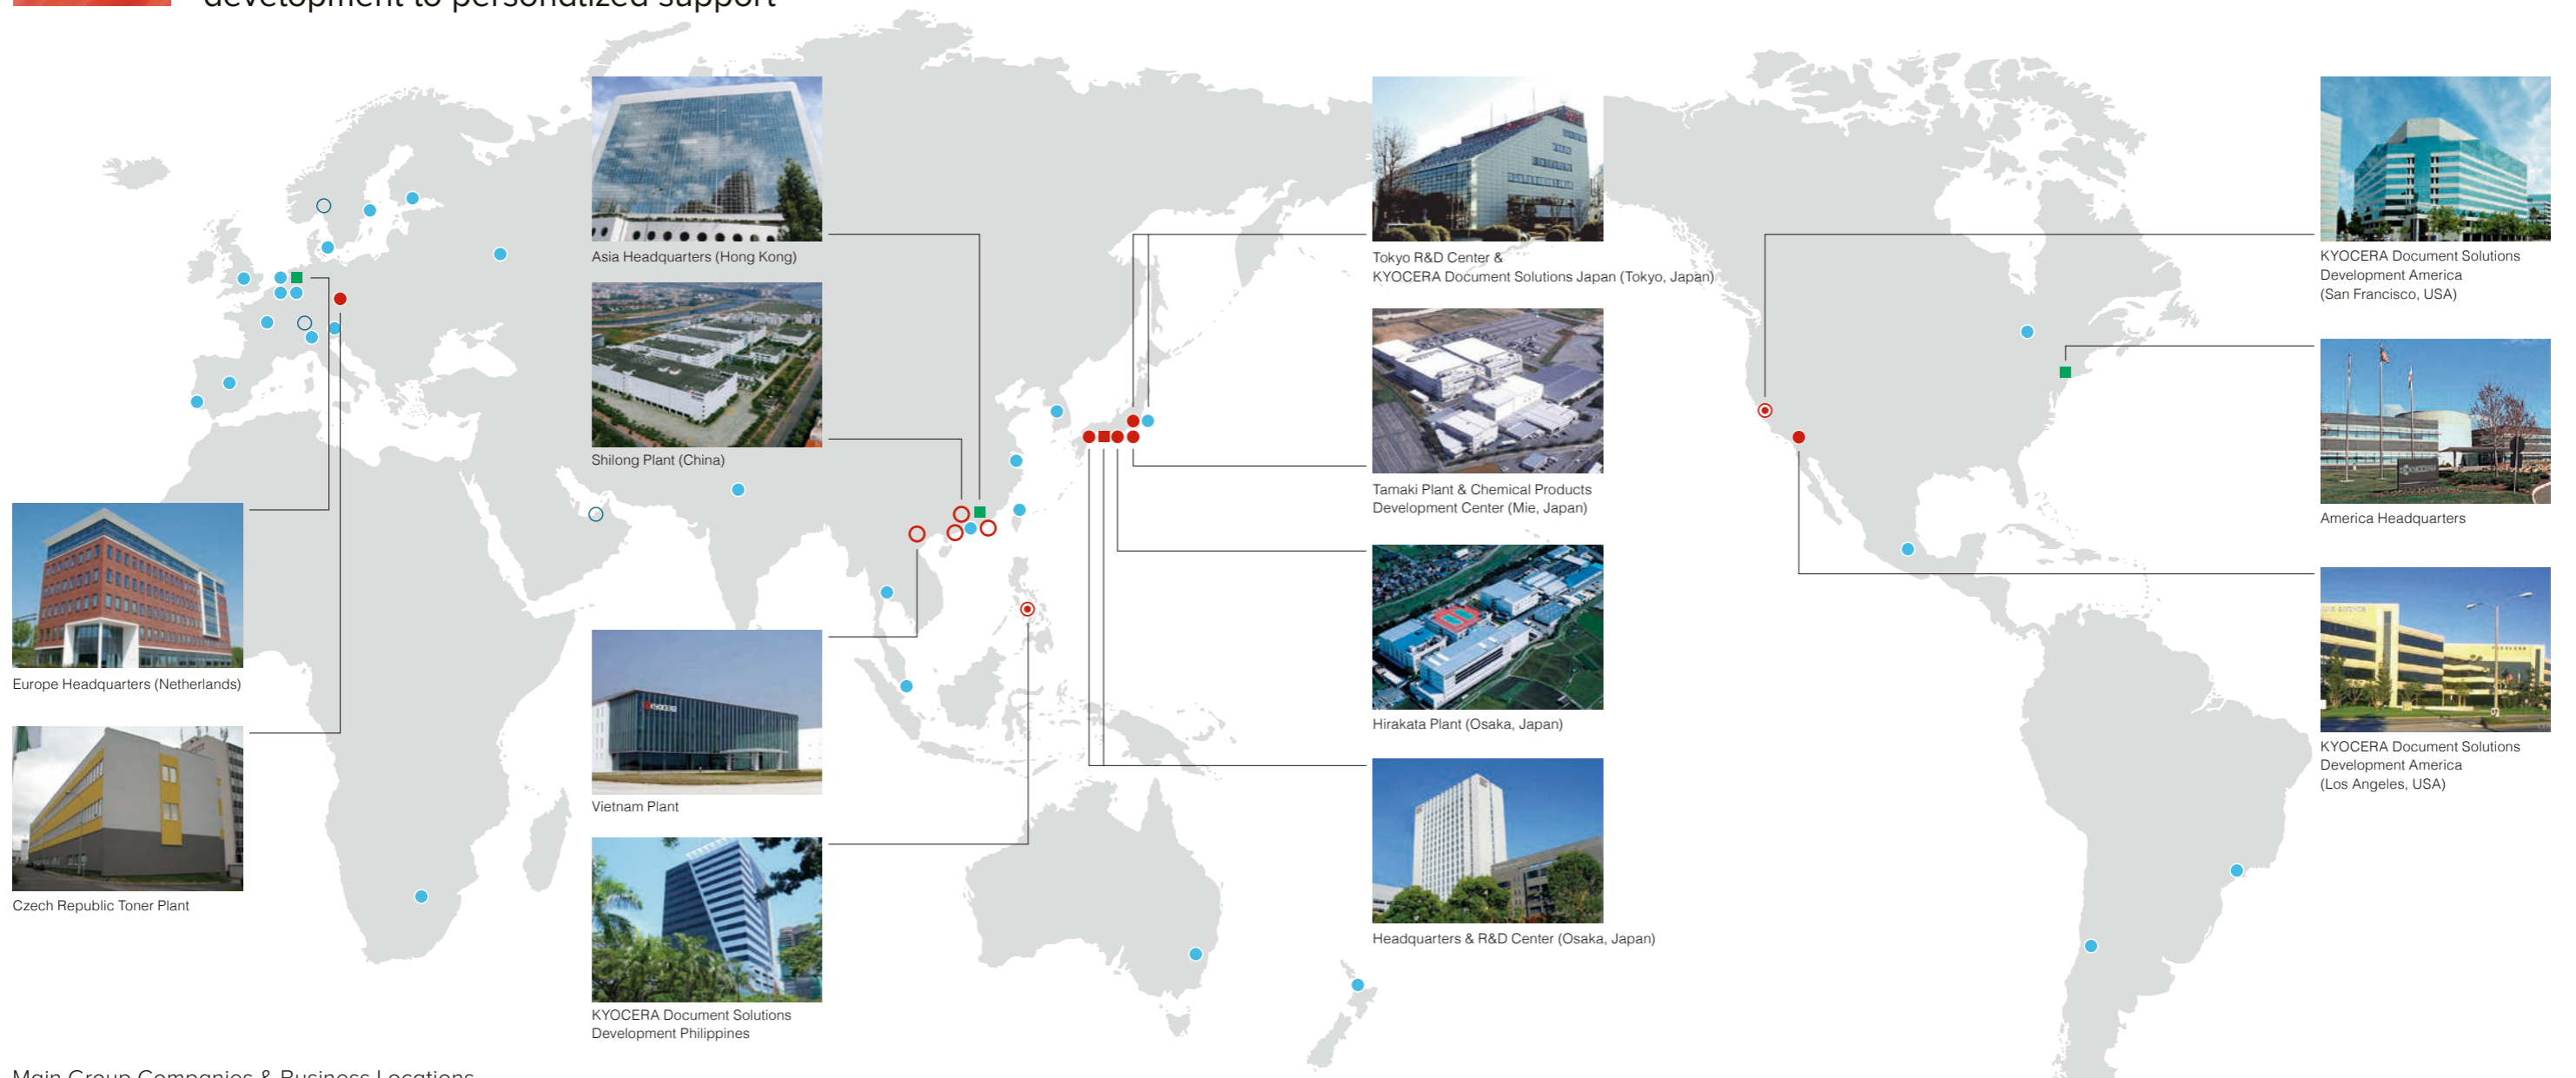 development to personalized support
Asia Headquarters (Hong Kong)
Shilong Plant (China)
Europe Headquarters (Netherlands)
Czech Republic Toner Plant
KYOCERA
Vietnam Plant
KYOCERA Document Solutions
Development Philippines
Tokyo R&D Center &
KYOCERA Document Solutions Japan (Tokyo, Japan)
Tamaki Plant & Chemical Products
Development Center (Mie, Japan)
Hirakata Plant (Osaka, Japan)
Headquarters & R&D Center (Osaka, Japan)
KYOCERA Document Solutions
Development America
(San Francisco, USA)
KYOCERA
America Headquarters
KYOCERA Document Solutions
Development America
(Los Angeles, USA)
Main Group Companies & Business Locations